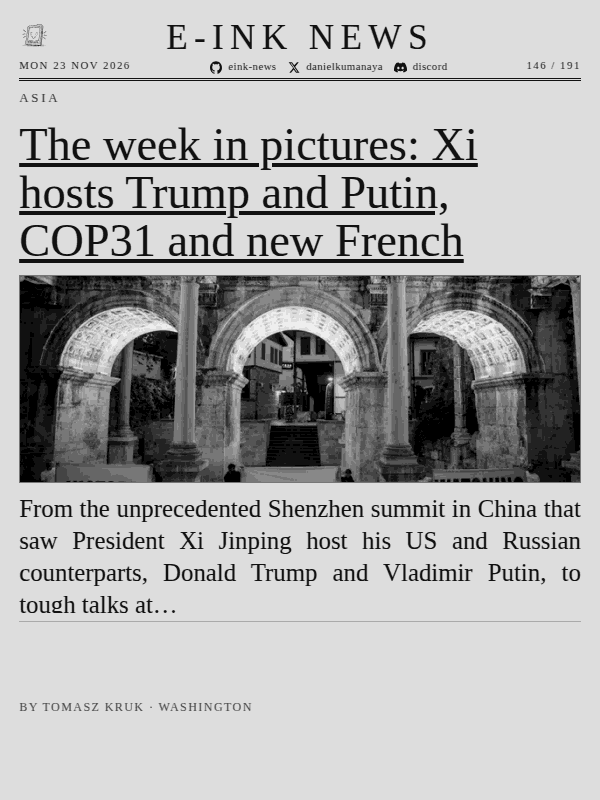 E-INK NEWS
MON 23 NOV 2026
eink-news danielkumanaya discord
146 / 191
ASIA
The week in pictures: Xi
hosts Trump and Putin,
COP31 and new French
From the unprecedented Shenzhen summit in China that
saw President Xi Jinping host his US and Russian
counterparts, Donald Trump and Vladimir Putin, to
tough talks at…
BY TOMASZ KRUK · WASHINGTON